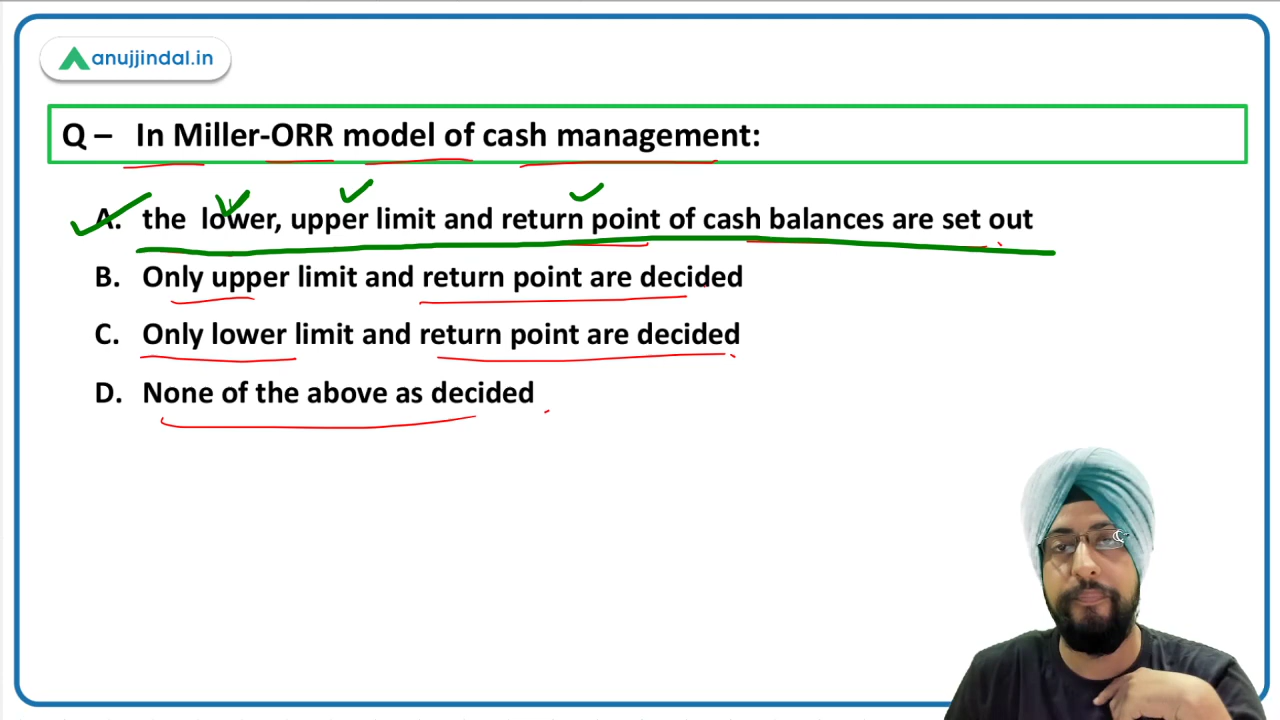 anujjindal.in
Q – In Miller-ORR model of cash management:
A. the lower, upper limit and return point of cash balances are set out
B. Only upper limit and return point are decided
C. Only lower limit and return point are decided
D. None of the above as decided